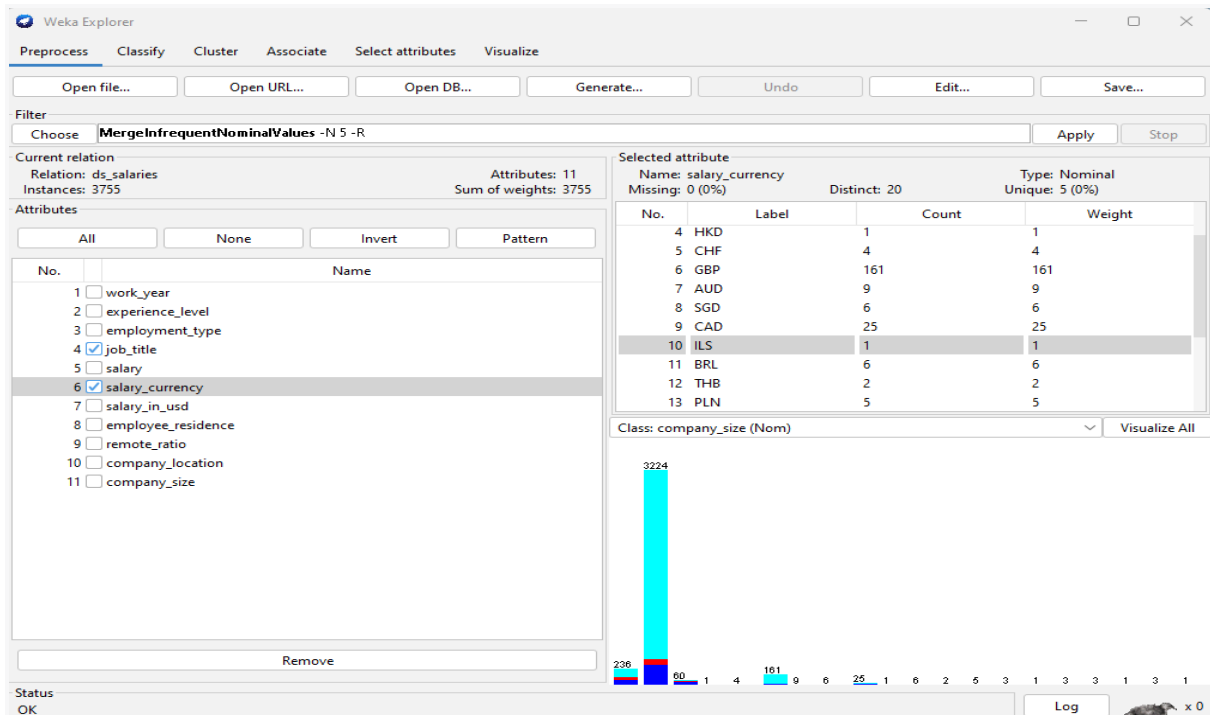 Weka Explorer
Preprocess Classify Cluster Associate Select attributes Visualize
Open file... Open URL... Open DB... Generate... Undo Edit... Save...
Filter
Choose MergeInfrequentNominalValues -N 5 -R Apply Stop
Current relation
Relation: ds_salaries Attributes: 11
Instances: 3755 Sum of weights: 3755
Attributes
All None Invert Pattern
No. Name
1 work_year
2 experience_level
3 employment_type
4 job_title
5 salary
6 salary_currency
7 salary_in_usd
8 employee_residence
9 remote_ratio
10 company_location
11 company_size
Remove
Selected attribute
Name: salary_currency Type: Nominal
Missing: 0 (0%) Distinct: 20 Unique: 5 (0%)
No. Label Count Weight
4 HKD 1 1
5 CHF 4 4
6 GBP 161 161
7 AUD 9 9
8 SGD 6 6
9 CAD 25 25
10 ILS 1 1
11 BRL 6 6
12 THB 2 2
13 PLN 5 5
Class: company_size (Nom) Visualize All
3224
236 60 1 4 161 9 6 25 1 6 2 5 3 1 3 3 1 3 1
Status
OK
Log x 0